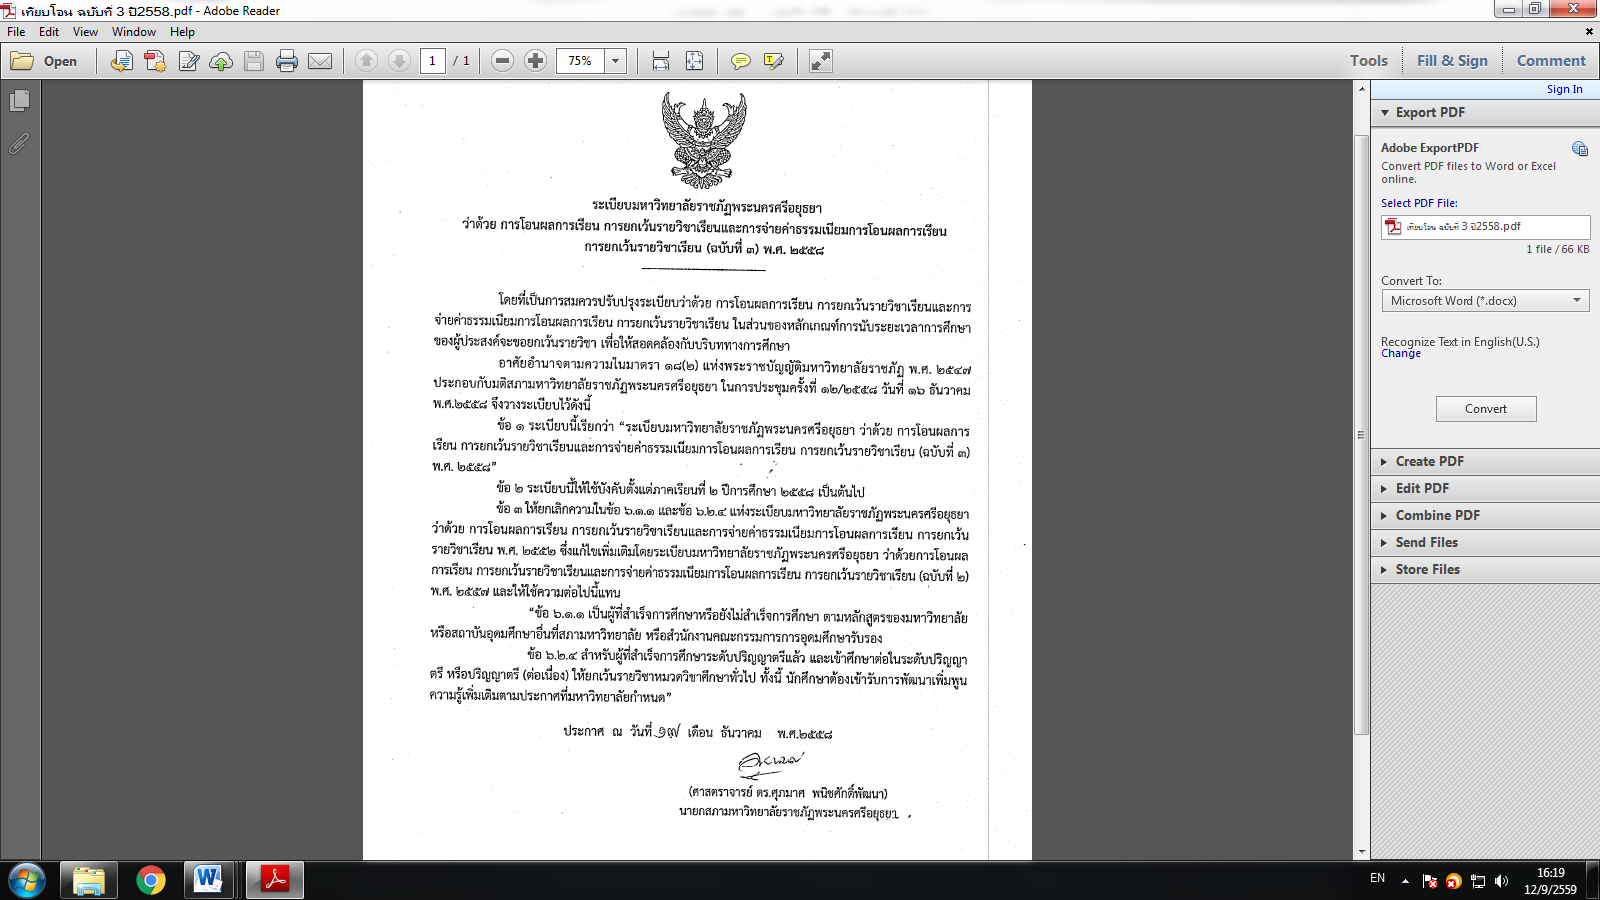 เทียบโอน ฉบับที่ 3 ปี2558.pdf - Adobe Reader
File Edit View Window Help
Open 1 / 1 75% Tools Fill & Sign Comment
Sign In
Export PDF
Adobe ExportPDF
Convert PDF files to Word or Excel
online.
Select PDF File:
เทียบโอน ฉบับที่ 3 ปี2558.pdf
1 file / 66 KB
Convert To:
Microsoft Word (*.docx)
Recognize Text in English(U.S.)
Change
Convert
Create PDF
Edit PDF
Combine PDF
Send Files
Store Files
ระเบียบมหาวิทยาลัยราชภัฏพระนครศรีอยุธยา
ว่าด้วย การโอนผลการเรียน การยกเว้นรายวิชาเรียนและการจ่ายค่าธรรมเนียมการโอนผลการเรียน
การยกเว้นรายวิชาเรียน (ฉบับที่ ๓) พ.ศ. ๒๕๕๘
โดยที่เป็นการสมควรปรับปรุงระเบียบว่าด้วย การโอนผลการเรียน การยกเว้นรายวิชาเรียนและการ
จ่ายค่าธรรมเนียมการโอนผลการเรียน การยกเว้นรายวิชาเรียน ในส่วนของหลักเกณฑ์การนับระยะเวลาการศึกษา
ของผู้ประสงค์จะขอยกเว้นรายวิชา เพื่อให้สอดคล้องกับบริบททางการศึกษา
อาศัยอำนาจตามความในมาตรา ๑๘(๒) แห่งพระราชบัญญัติมหาวิทยาลัยราชภัฏ พ.ศ. ๒๕๔๗
ประกอบกับมติสภามหาวิทยาลัยราชภัฏพระนครศรีอยุธยา ในการประชุมครั้งที่ ๑๒/๒๕๕๘ วันที่ ๑๖ ธันวาคม
พ.ศ.๒๕๕๘ จึงวางระเบียบไว้ดังนี้
ข้อ ๑ ระเบียบนี้เรียกว่า “ระเบียบมหาวิทยาลัยราชภัฏพระนครศรีอยุธยา ว่าด้วย การโอนผลการ
เรียน การยกเว้นรายวิชาเรียนและการจ่ายค่าธรรมเนียมการโอนผลการเรียน การยกเว้นรายวิชาเรียน (ฉบับที่ ๓)
พ.ศ. ๒๕๕๘”
ข้อ ๒ ระเบียบนี้ให้ใช้บังคับตั้งแต่ภาคเรียนที่ ๒ ปีการศึกษา ๒๕๕๘ เป็นต้นไป
ข้อ ๓ ให้ยกเลิกความในข้อ ๖.๑.๑ และข้อ ๖.๒.๔ แห่งระเบียบมหาวิทยาลัยราชภัฏพระนครศรีอยุธยา
ว่าด้วย การโอนผลการเรียน การยกเว้นรายวิชาเรียนและการจ่ายค่าธรรมเนียมการโอนผลการเรียน การยกเว้น
รายวิชาเรียน พ.ศ. ๒๕๕๒ ซึ่งแก้ไขเพิ่มเติมโดยระเบียบมหาวิทยาลัยราชภัฏพระนครศรีอยุธยา ว่าด้วยการโอนผล
การเรียน การยกเว้นรายวิชาเรียนและการจ่ายค่าธรรมเนียมการโอนผลการเรียน การยกเว้นรายวิชาเรียน (ฉบับที่ ๒)
พ.ศ. ๒๕๕๗ และให้ใช้ความต่อไปนี้แทน
“ข้อ ๖.๑.๑ เป็นผู้ที่สำเร็จการศึกษาหรือยังไม่สำเร็จการศึกษา ตามหลักสูตรของมหาวิทยาลัย
หรือสถาบันอุดมศึกษาอื่นที่สภามหาวิทยาลัย หรือสำนักงานคณะกรรมการการอุดมศึกษารับรอง
ข้อ ๖.๒.๔ สำหรับผู้ที่สำเร็จการศึกษาระดับปริญญาตรีแล้ว และเข้าศึกษาต่อในระดับปริญญา
ตรี หรือปริญญาตรี (ต่อเนื่อง) ให้ยกเว้นรายวิชาหมวดวิชาศึกษาทั่วไป ทั้งนี้ นักศึกษาต้องเข้ารับการพัฒนาเพิ่มพูน
ความรู้เพิ่มเติมตามประกาศที่มหาวิทยาลัยกำหนด”
ประกาศ ณ วันที่ ๑๗ เดือน ธันวาคม พ.ศ.๒๕๕๘
(ศาสตราจารย์ ดร.ศุภมาศ พนิชศักดิ์พัฒนา)
นายกสภามหาวิทยาลัยราชภัฏพระนครศรีอยุธยา
EN 16:19
12/9/2559